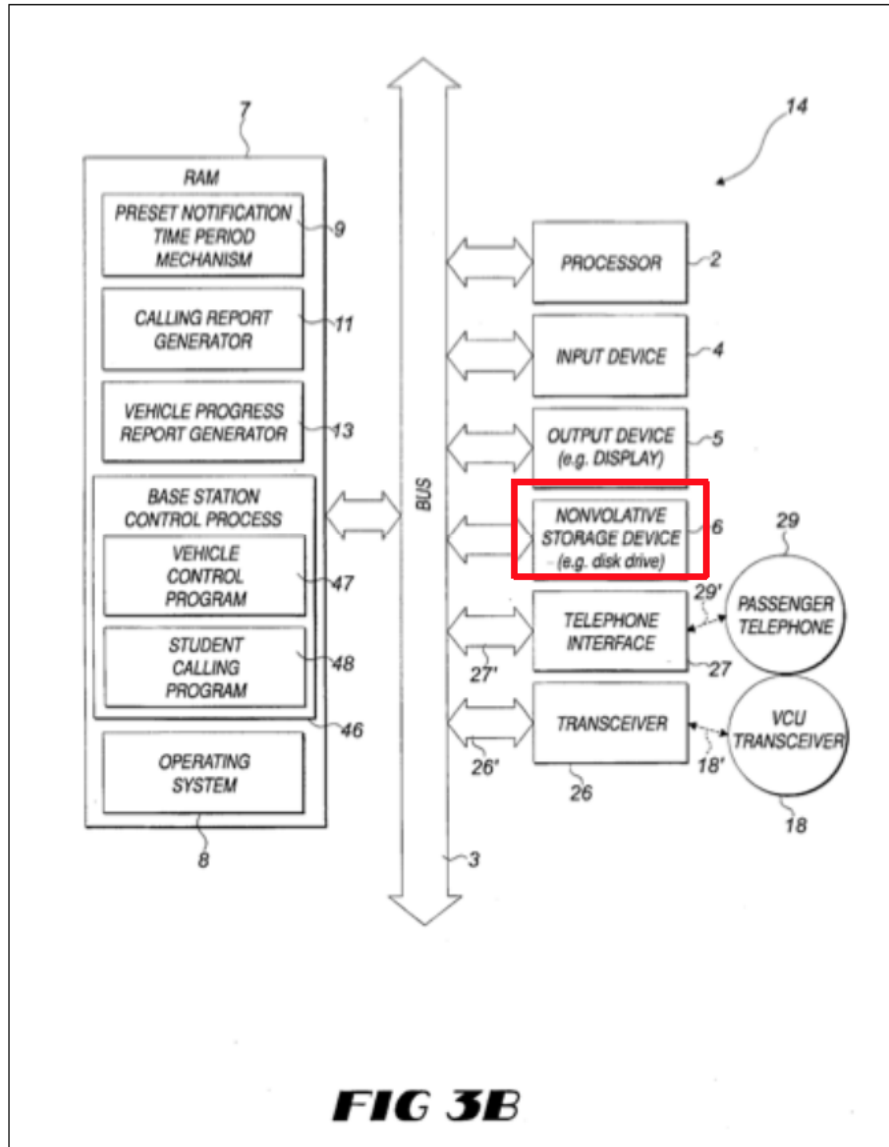 14
7
RAM
PRESET NOTIFICATION
TIME PERIOD
MECHANISM
9
CALLING REPORT
GENERATOR
11
VEHICLE PROGRESS
REPORT GENERATOR
13
BASE STATION
CONTROL PROCESS
VEHICLE
CONTROL
PROGRAM
47
STUDENT
CALLING
PROGRAM
48
46
OPERATING
SYSTEM
8
BUS
3
PROCESSOR
2
INPUT DEVICE
4
OUTPUT DEVICE
(e.g. DISPLAY)
5
NONVOLATIVE
STORAGE DEVICE
(e.g. disk drive)
6
TELEPHONE
INTERFACE
27
27'
29
29'
PASSENGER
TELEPHONE
TRANSCEIVER
26
26'
18'
VCU
TRANSCEIVER
18
FIG 3B